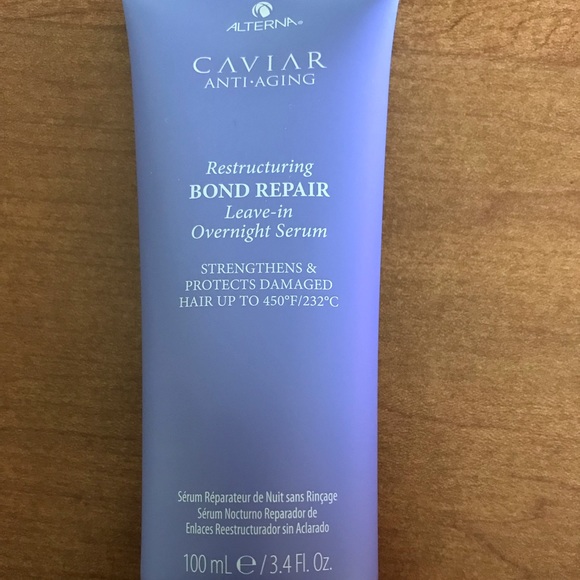 ALTERNA®
CAVIAR
ANTI·AGING
Restructuring
BOND REPAIR
Leave-in
Overnight Serum
STRENGTHENS &
PROTECTS DAMAGED
HAIR UP TO 450°F/232°C
Sérum Réparateur de Nuit sans Rinçage
Sérum Nocturno Reparador de
Enlaces Reestructurador sin Aclarado
100 mL ℮ / 3.4 Fl. Oz.